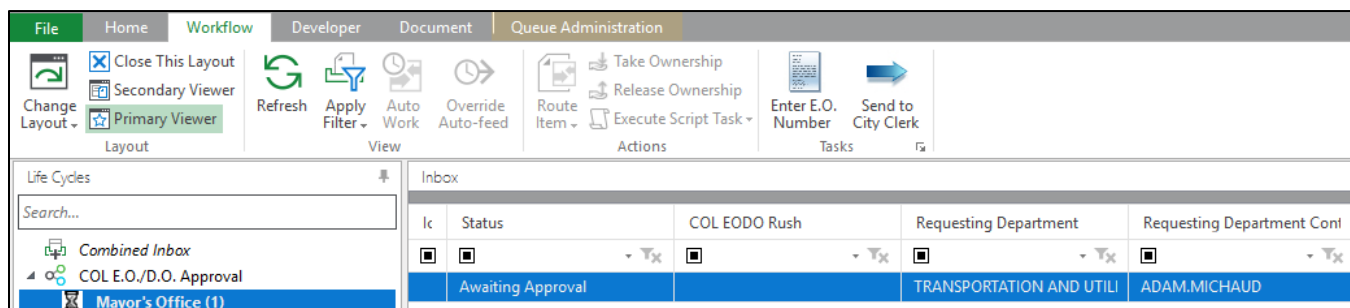 File Home Workflow Developer Document Queue Administration
Change Layout
Close This Layout
Secondary Viewer
Primary Viewer
Layout
Refresh
Apply Filter
Auto Work
Override Auto-feed
View
Route Item
Take Ownership
Release Ownership
Execute Script Task
Actions
Enter E.O. Number
Send to City Clerk
Tasks
Life Cycles
Search...
Combined Inbox
COL E.O./D.O. Approval
Mayor's Office (1)
Inbox
Ic Status COL EODO Rush Requesting Department Requesting Department Cont
Awaiting Approval TRANSPORTATION AND UTILI ADAM.MICHAUD